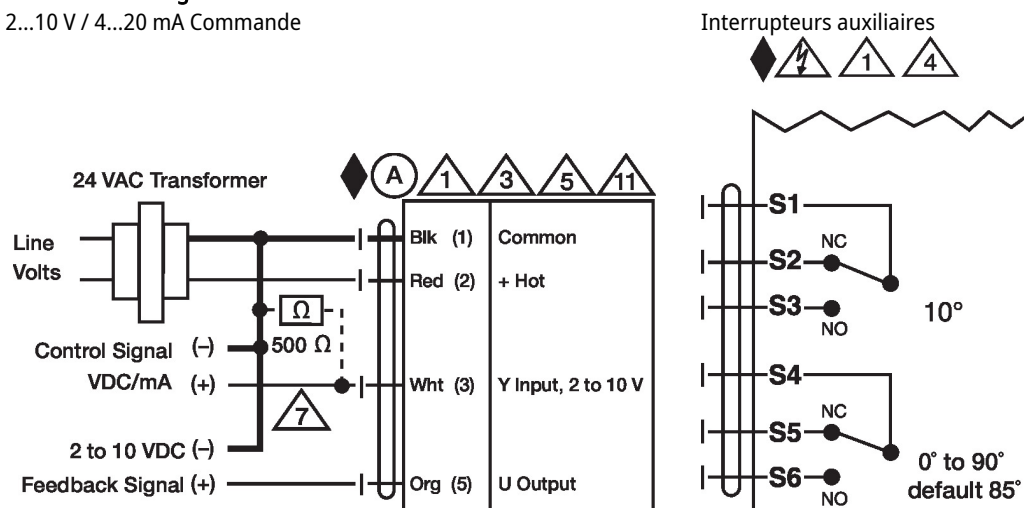 2...10 V / 4...20 mA Commande
24 VAC Transformer
Line
Volts
A
1
3
5
11
Blk (1) Common
Red (2) + Hot
Ω
500 Ω
Control Signal (–)
VDC/mA (+)
7
Wht (3) Y Input, 2 to 10 V
2 to 10 VDC (–)
Feedback Signal (+)
Org (5) U Output
Interrupteurs auxiliaires
1
4
S1
NC
S2
S3
NO
10°
S4
NC
S5
S6
NO
0° to 90°
default 85°